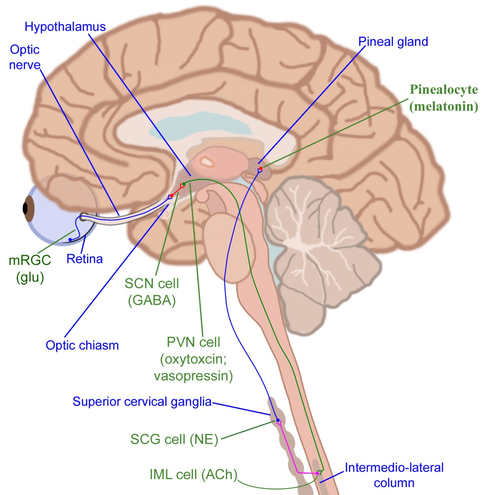 Hypothalamus
Pineal gland
Optic
nerve
Pinealocyte
(melatonin)
mRGC
(glu)
Retina
SCN cell
(GABA)
Optic chiasm
PVN cell
(oxytoxcin;
vasopressin)
Superior cervical ganglia
SCG cell (NE)
IML cell (ACh)
Intermedio-lateral
column